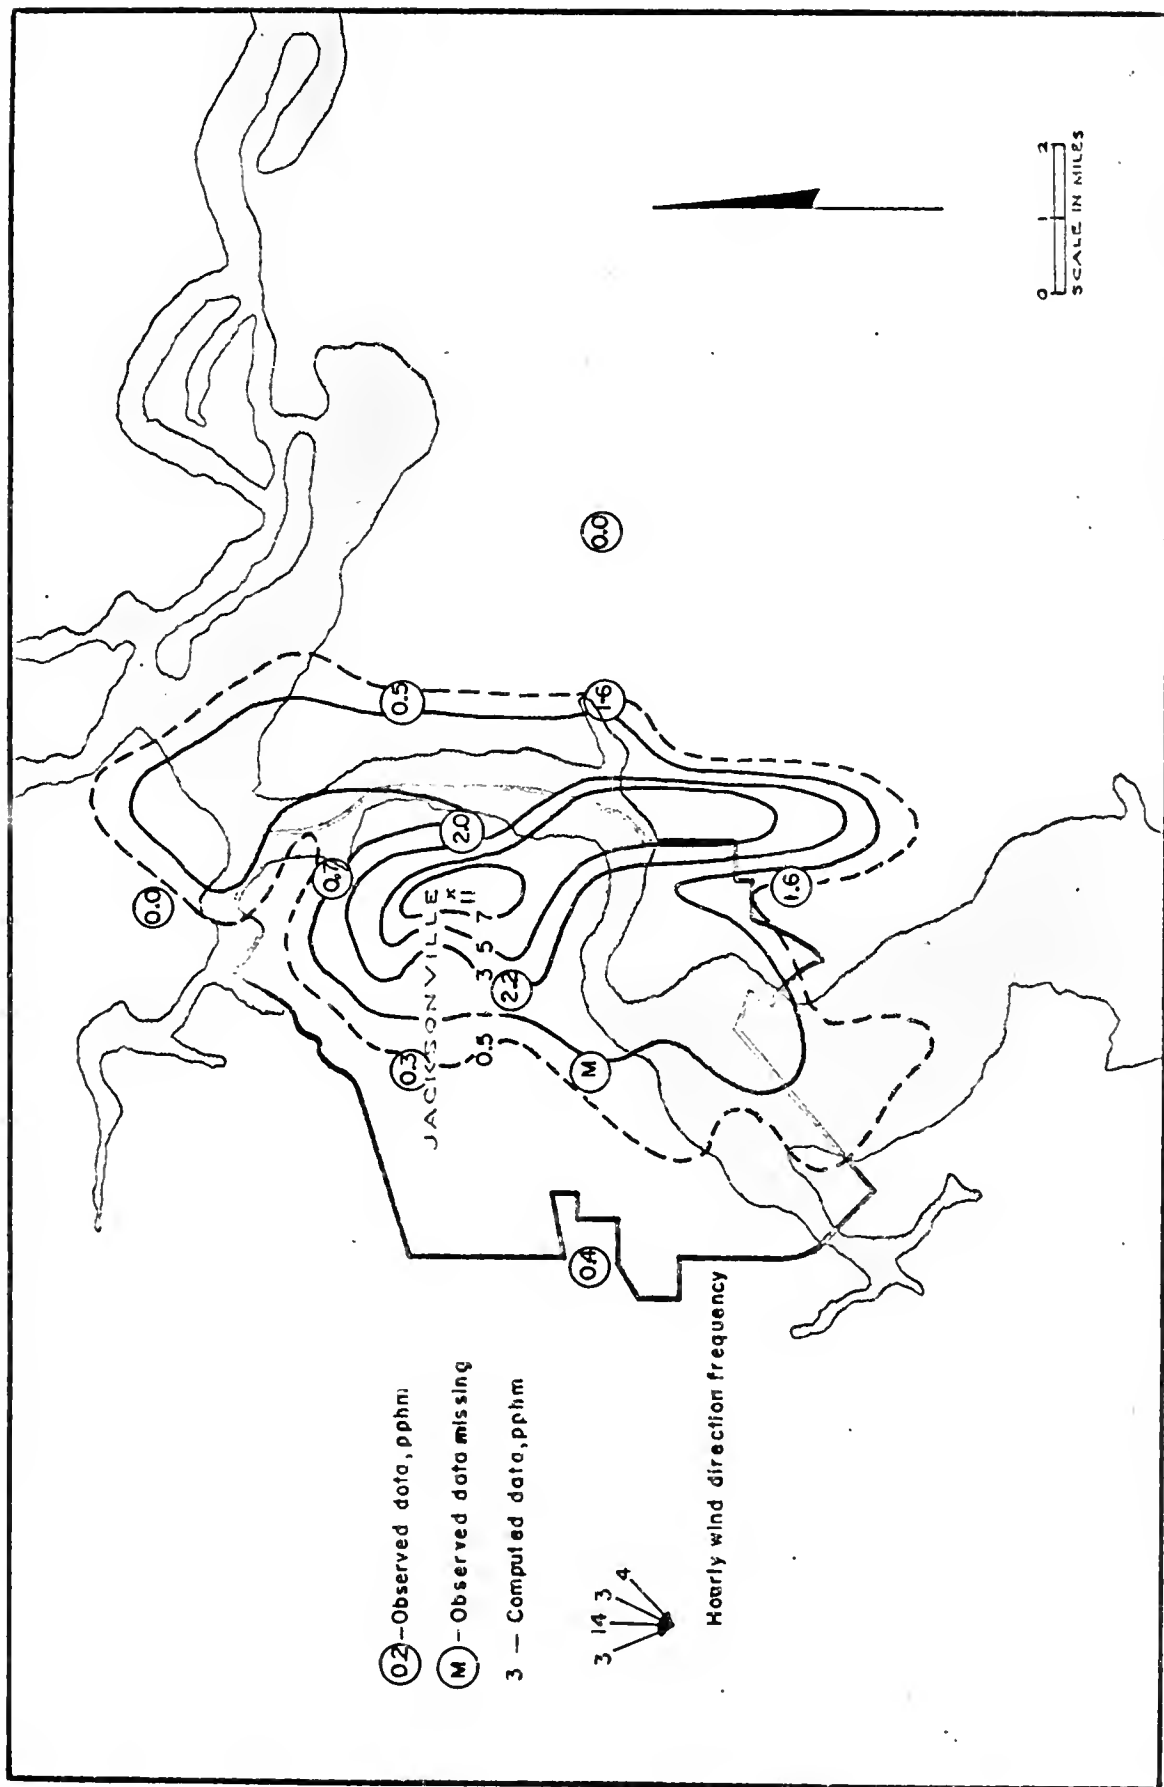 0.0
0.7
2.0
0.5
1.6
0.0
JACKSONVILLE
0.3
0.5
1
3
5
7
x
11
2.2
M
1.6
0.4
0.2 – Observed data, pphm
M – Observed data missing
3 – Computed data, pphm
3 14 3 4
Hourly wind direction frequency
0 1 2
SCALE IN MILES